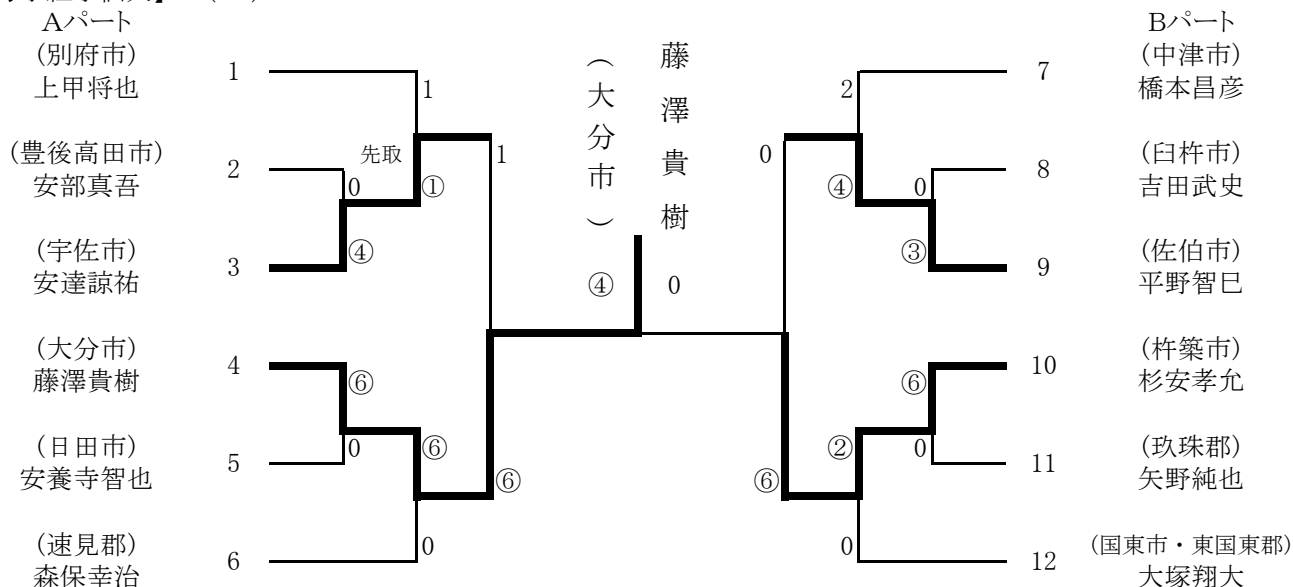 Aパート
(別府市)
上甲将也
1
1
(豊後高田市)
安部真吾
2
0
先取
①
1
(宇佐市)
安達諒祐
3
④
(大分市)
藤澤貴樹
4
⑥
(日田市)
安養寺智也
5
0
⑥
⑥
(速見郡)
森保幸治
6
0
藤澤貴樹
(大分市)
④
0
Bパート
(中津市)
橋本昌彦
7
2
(臼杵市)
吉田武史
8
0
④
0
(佐伯市)
平野智巳
9
③
(杵築市)
杉安孝允
10
⑥
(玖珠郡)
矢野純也
11
0
②
⑥
(国東市・東国東郡)
大塚翔大
12
0